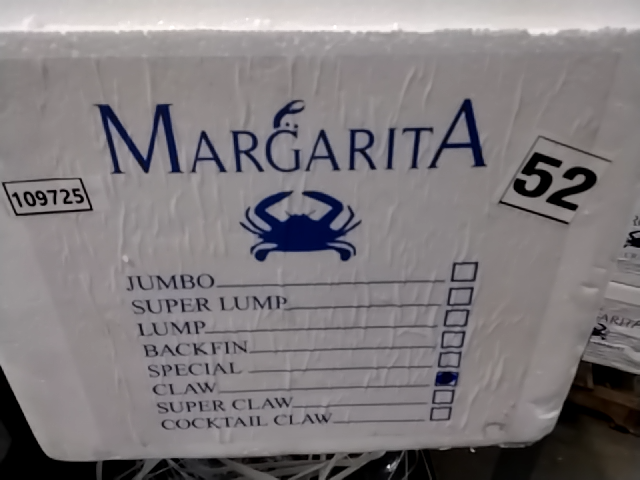 MARGARITA
109725
52
JUMBO
SUPER LUMP
LUMP
BACKFIN
SPECIAL
CLAW
SUPER CLAW
COCKTAIL CLAW